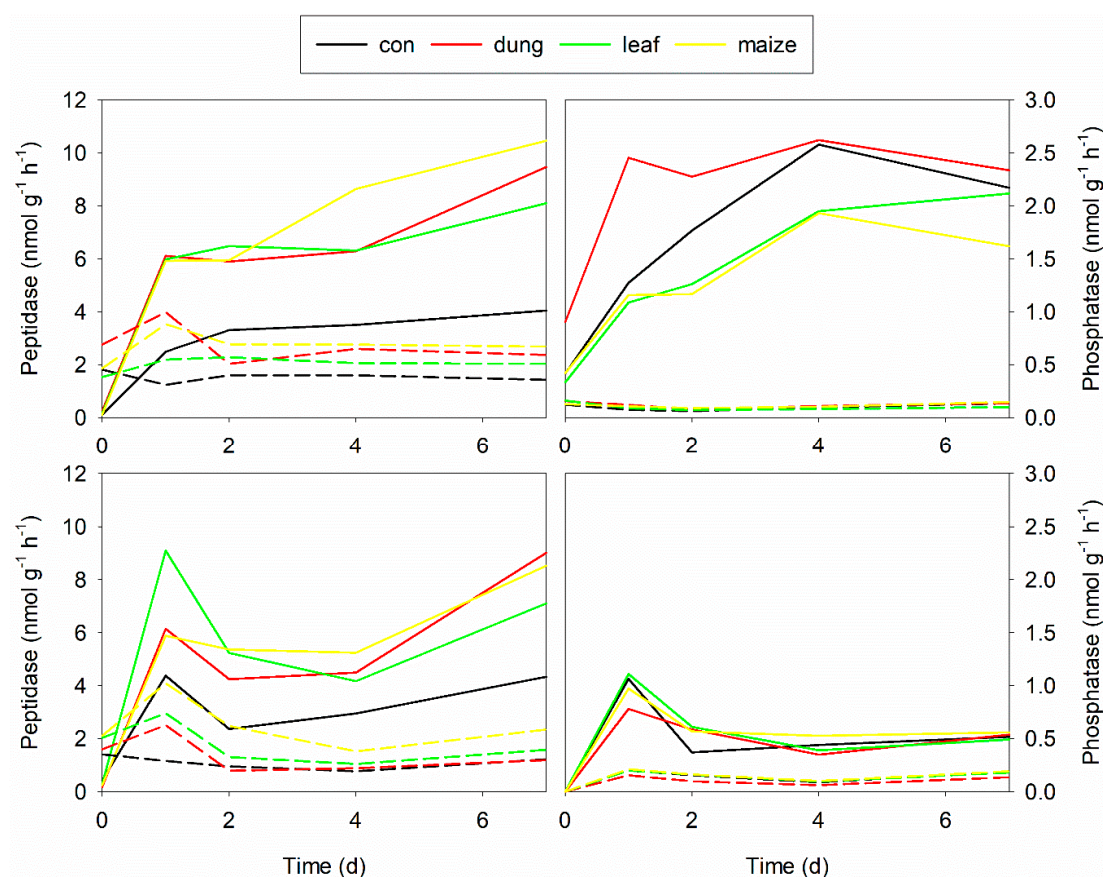 con dung leaf maize
12
10
8
6
4
2
0
Peptidase (nmol g⁻¹ h⁻¹)
0 2 4 6
3.0
2.5
2.0
1.5
1.0
0.5
0.0
Phosphatase (nmol g⁻¹ h⁻¹)
0 2 4 6
12
10
8
6
4
2
0
Peptidase (nmol g⁻¹ h⁻¹)
0 2 4 6
Time (d)
3.0
2.5
2.0
1.5
1.0
0.5
0.0
Phosphatase (nmol g⁻¹ h⁻¹)
0 2 4 6
Time (d)